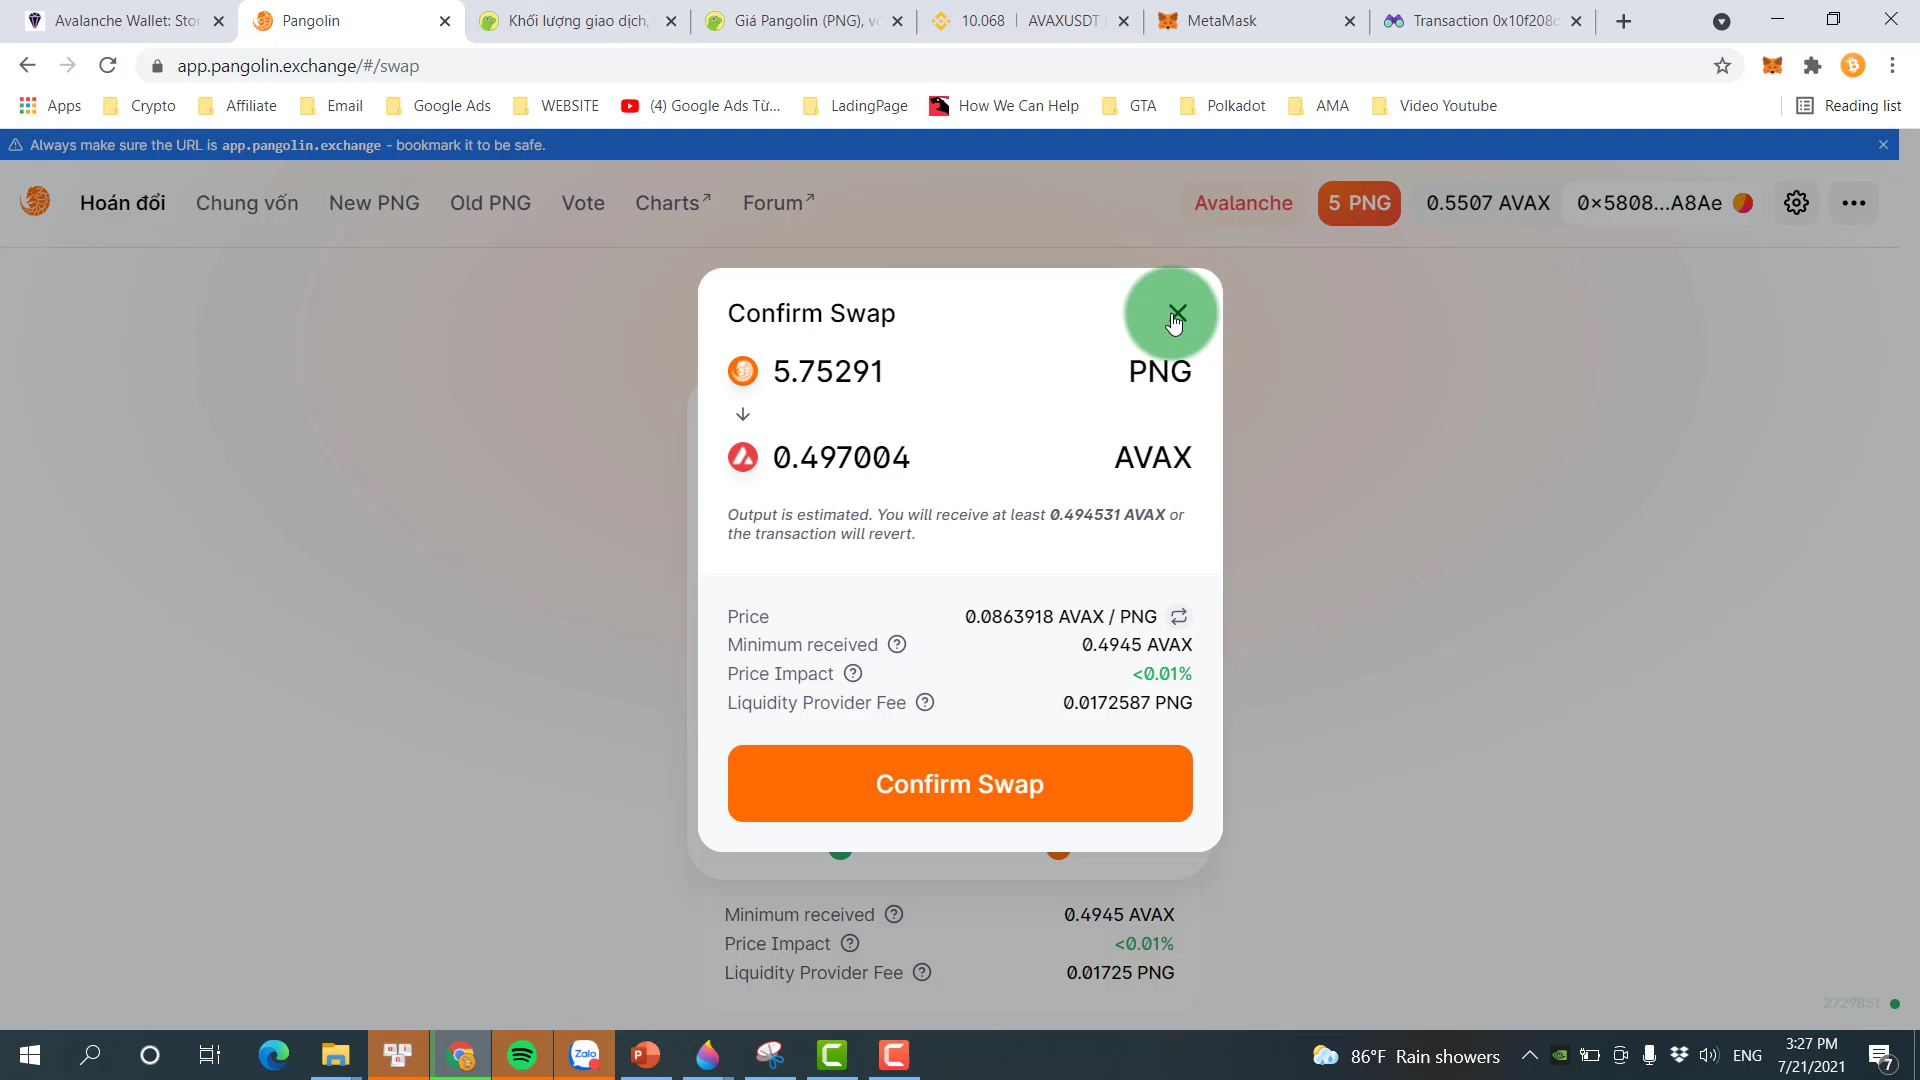 Avalanche Wallet: Sto
Pangolin
Khối lượng giao dịch,
Giá Pangolin (PNG), v
10.068 | AVAXUSDT
MetaMask
Transaction 0x10f208
app.pangolin.exchange/#/swap
Apps
Crypto
Affiliate
Email
Google Ads
WEBSITE
(4) Google Ads Từ...
LadingPage
How We Can Help
GTA
Polkadot
AMA
Video Youtube
Reading list
Always make sure the URL is app.pangolin.exchange - bookmark it to be safe.
Hoán đổi
Chung vốn
New PNG
Old PNG
Vote
Charts↗
Forum↗
Avalanche
5 PNG
0.5507 AVAX
0×5808...A8Ae
Confirm Swap
5.75291 PNG
0.497004 AVAX
Output is estimated. You will receive at least 0.494531 AVAX or
the transaction will revert.
Price 0.0863918 AVAX / PNG
Minimum received 0.4945 AVAX
Price Impact <0.01%
Liquidity Provider Fee 0.0172587 PNG
Confirm Swap
Minimum received 0.4945 AVAX
Price Impact <0.01%
Liquidity Provider Fee 0.01725 PNG
2729851
Zalo
86°F Rain showers
ENG
3:27 PM
7/21/2021
7